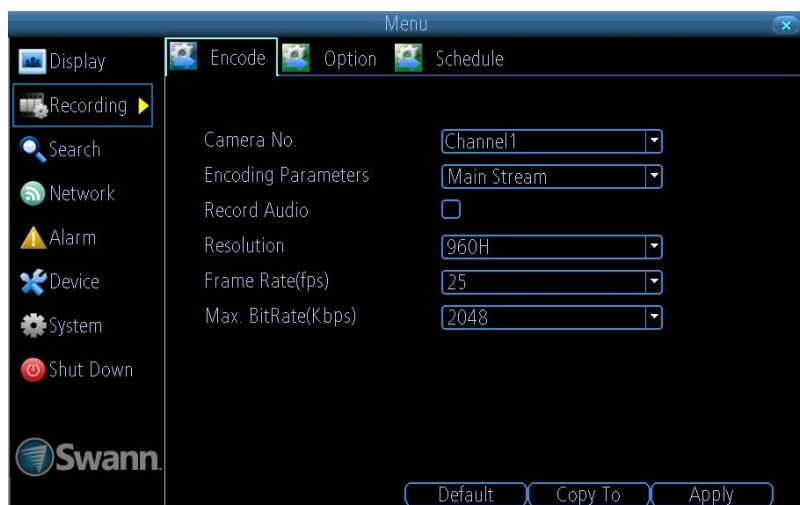 Menu
Display
Recording
Search
Network
Alarm
Device
System
Shut Down
Swann.
Encode Option Schedule
Camera No. Channel1
Encoding Parameters Main Stream
Record Audio
Resolution 960H
Frame Rate(fps) 25
Max. BitRate(Kbps) 2048
Default Copy To Apply